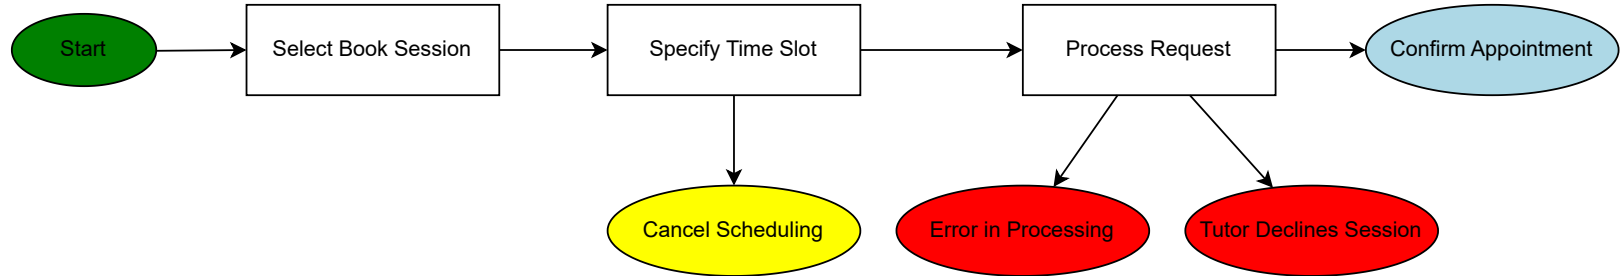 Start
Select Book Session
Specify Time Slot
Process Request
Confirm Appointment
Cancel Scheduling
Error in Processing
Tutor Declines Session